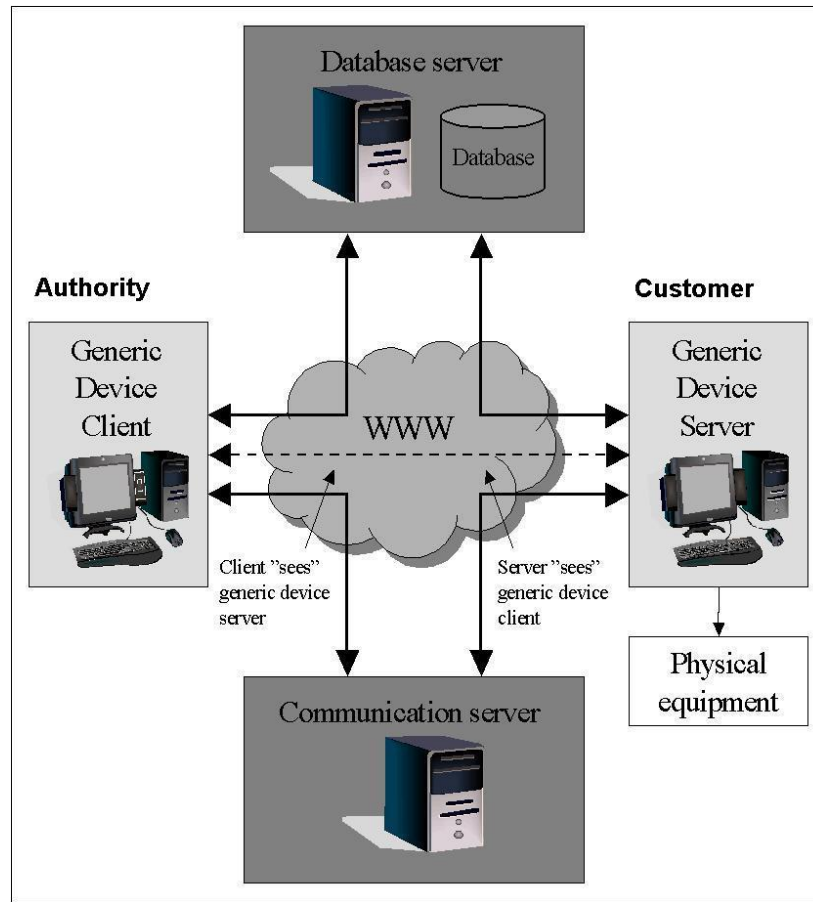 Database server
Database
Authority
Customer
Generic
Device
Client
WWW
Generic
Device
Server
Client ”sees”
generic device
server
Server ”sees”
generic device
client
Physical
equipment
Communication server